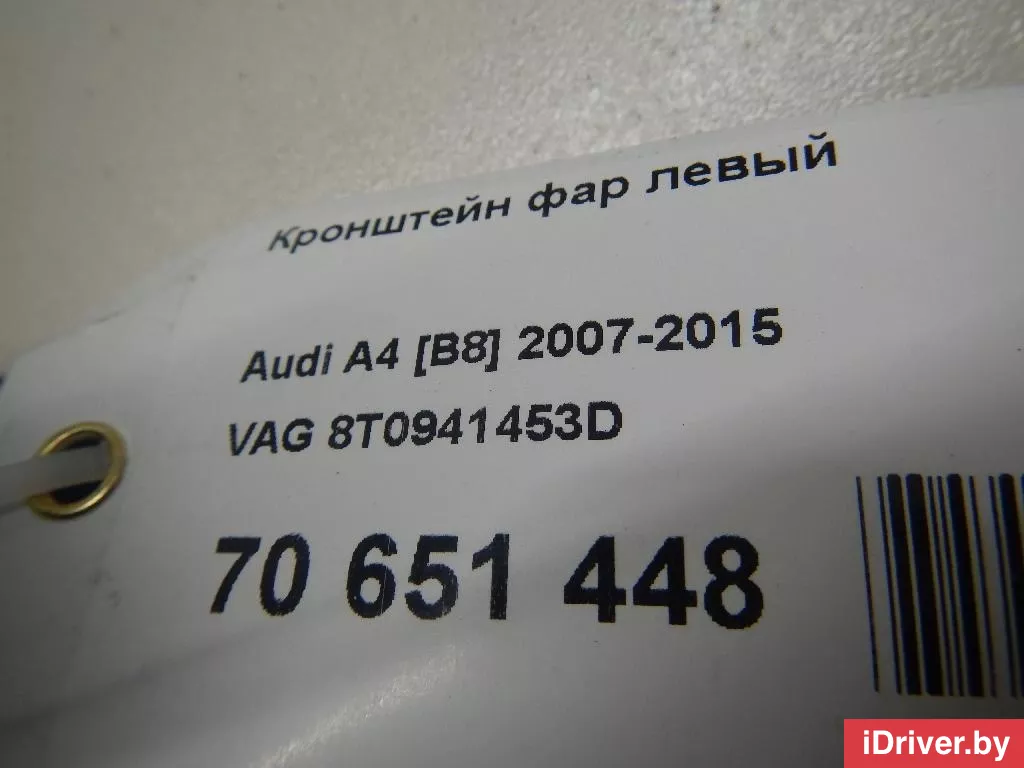 Кронштейн фар левый
Audi A4 [B8] 2007-2015
VAG 8T0941453D
70 651 448
iDriver.by